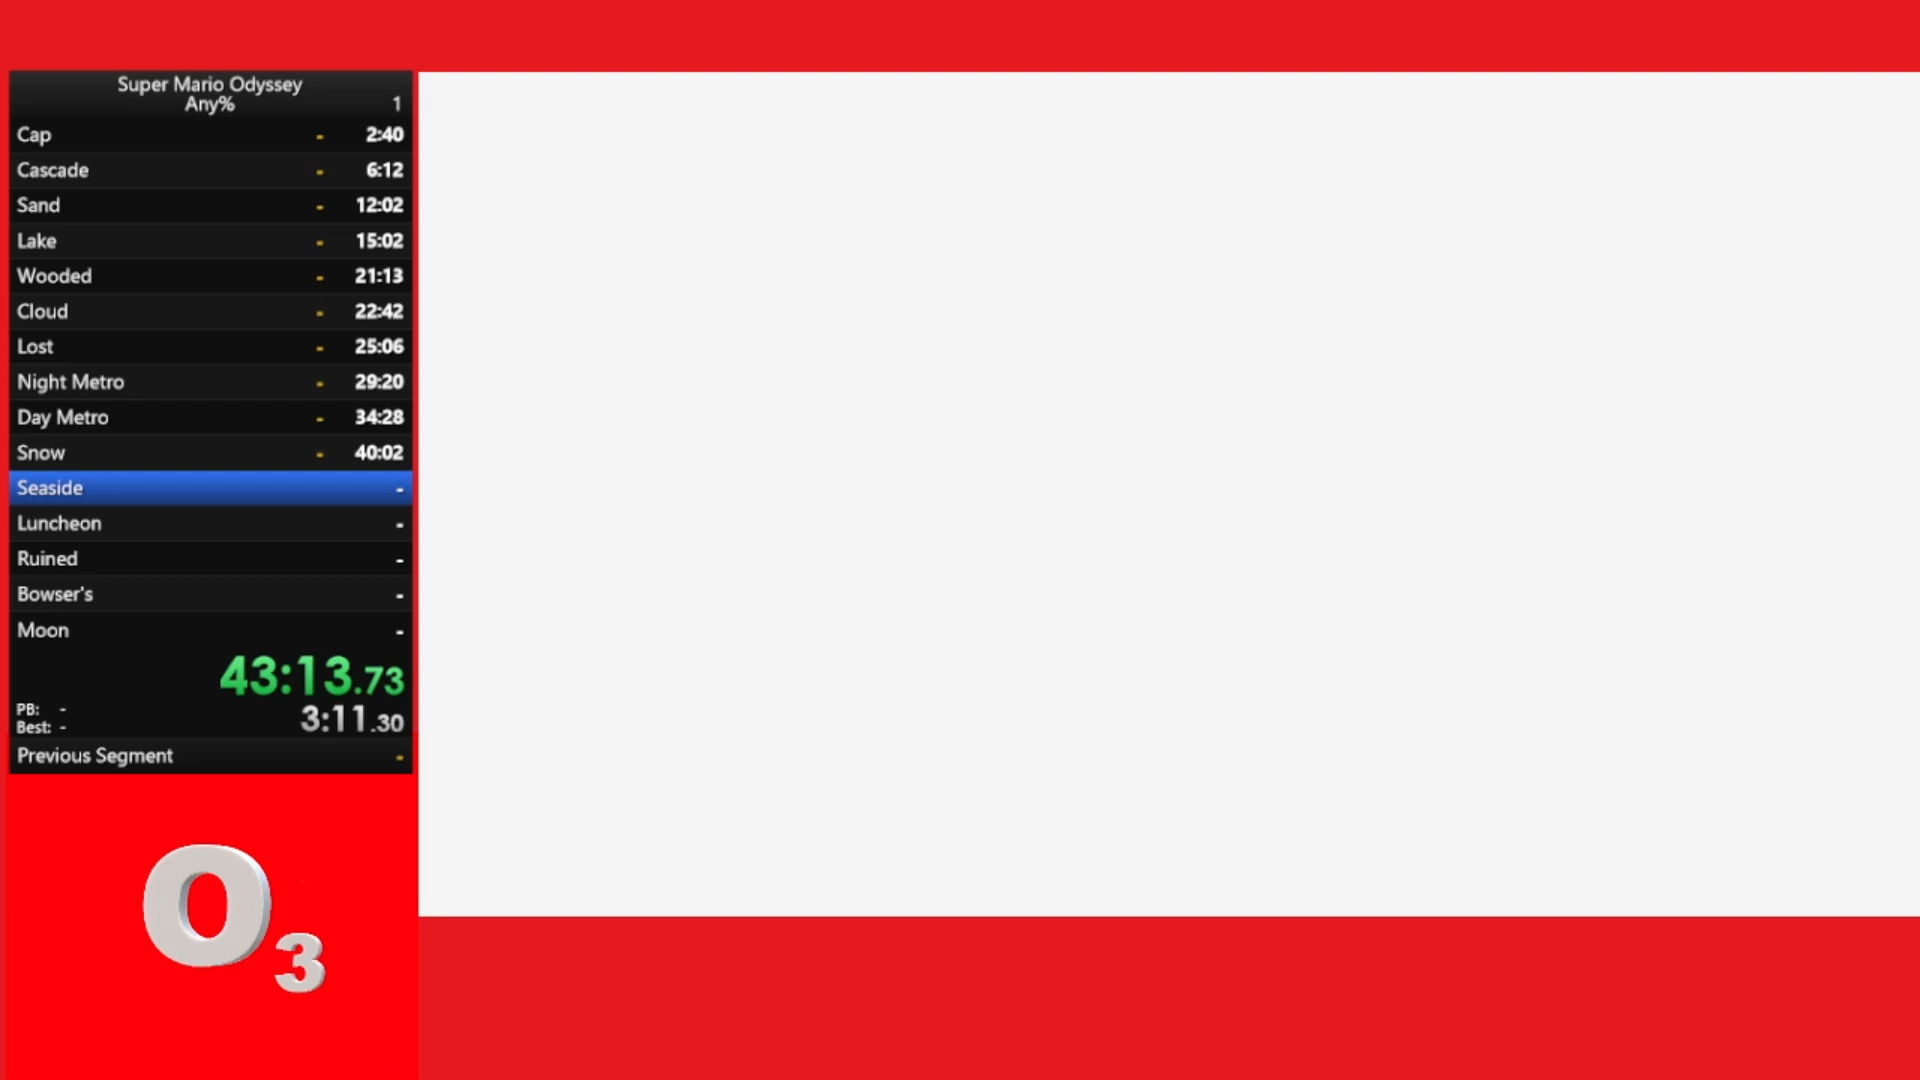 Super Mario Odyssey
Any% 1
Cap - 2:40
Cascade - 6:12
Sand - 12:02
Lake - 15:02
Wooded - 21:13
Cloud - 22:42
Lost - 25:06
Night Metro - 29:20
Day Metro - 34:28
Snow - 40:02
Seaside -
Luncheon -
Ruined -
Bowser's -
Moon -
43:13.73
PB: -
Best: - 3:11.30
Previous Segment -
O3